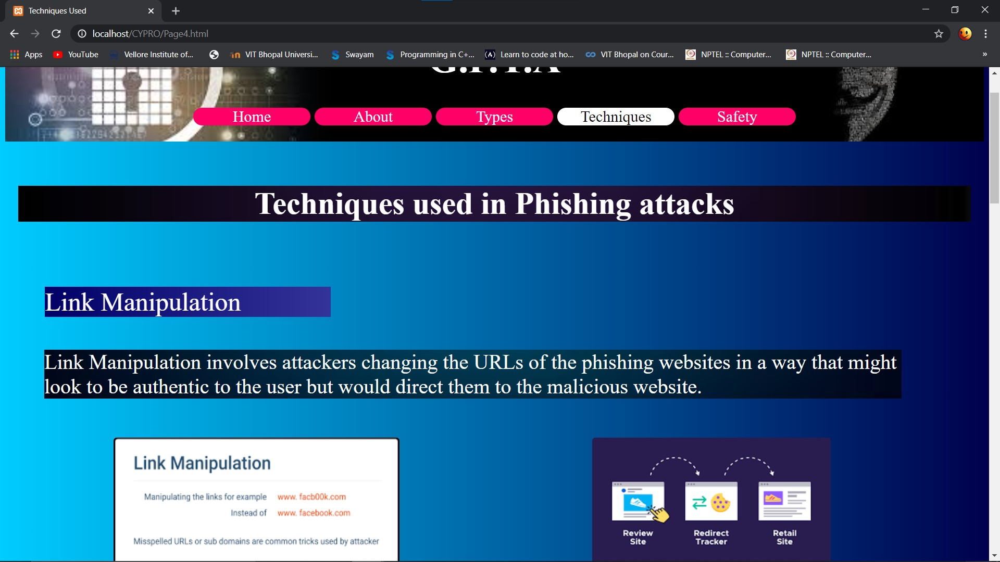 Techniques Used
localhost/CYPRO/Page4.html
Apps YouTube Vellore Institute of... VIT Bhopal Universi... Swayam Programming in C+... Learn to code at ho... VIT Bhopal on Cour... NPTEL :: Computer... NPTEL :: Computer... »
Home About Types Techniques Safety
Techniques used in Phishing attacks
Link Manipulation
Link Manipulation involves attackers changing the URLs of the phishing websites in a way that might
look to be authentic to the user but would direct them to the malicious website.
Link Manipulation
Manipulating the links for example www. facb00k.com
Instead of www. facebook.com
Misspelled URLs or sub domains are common tricks used by attacker
Review
Site
Redirect
Tracker
Retail
Site